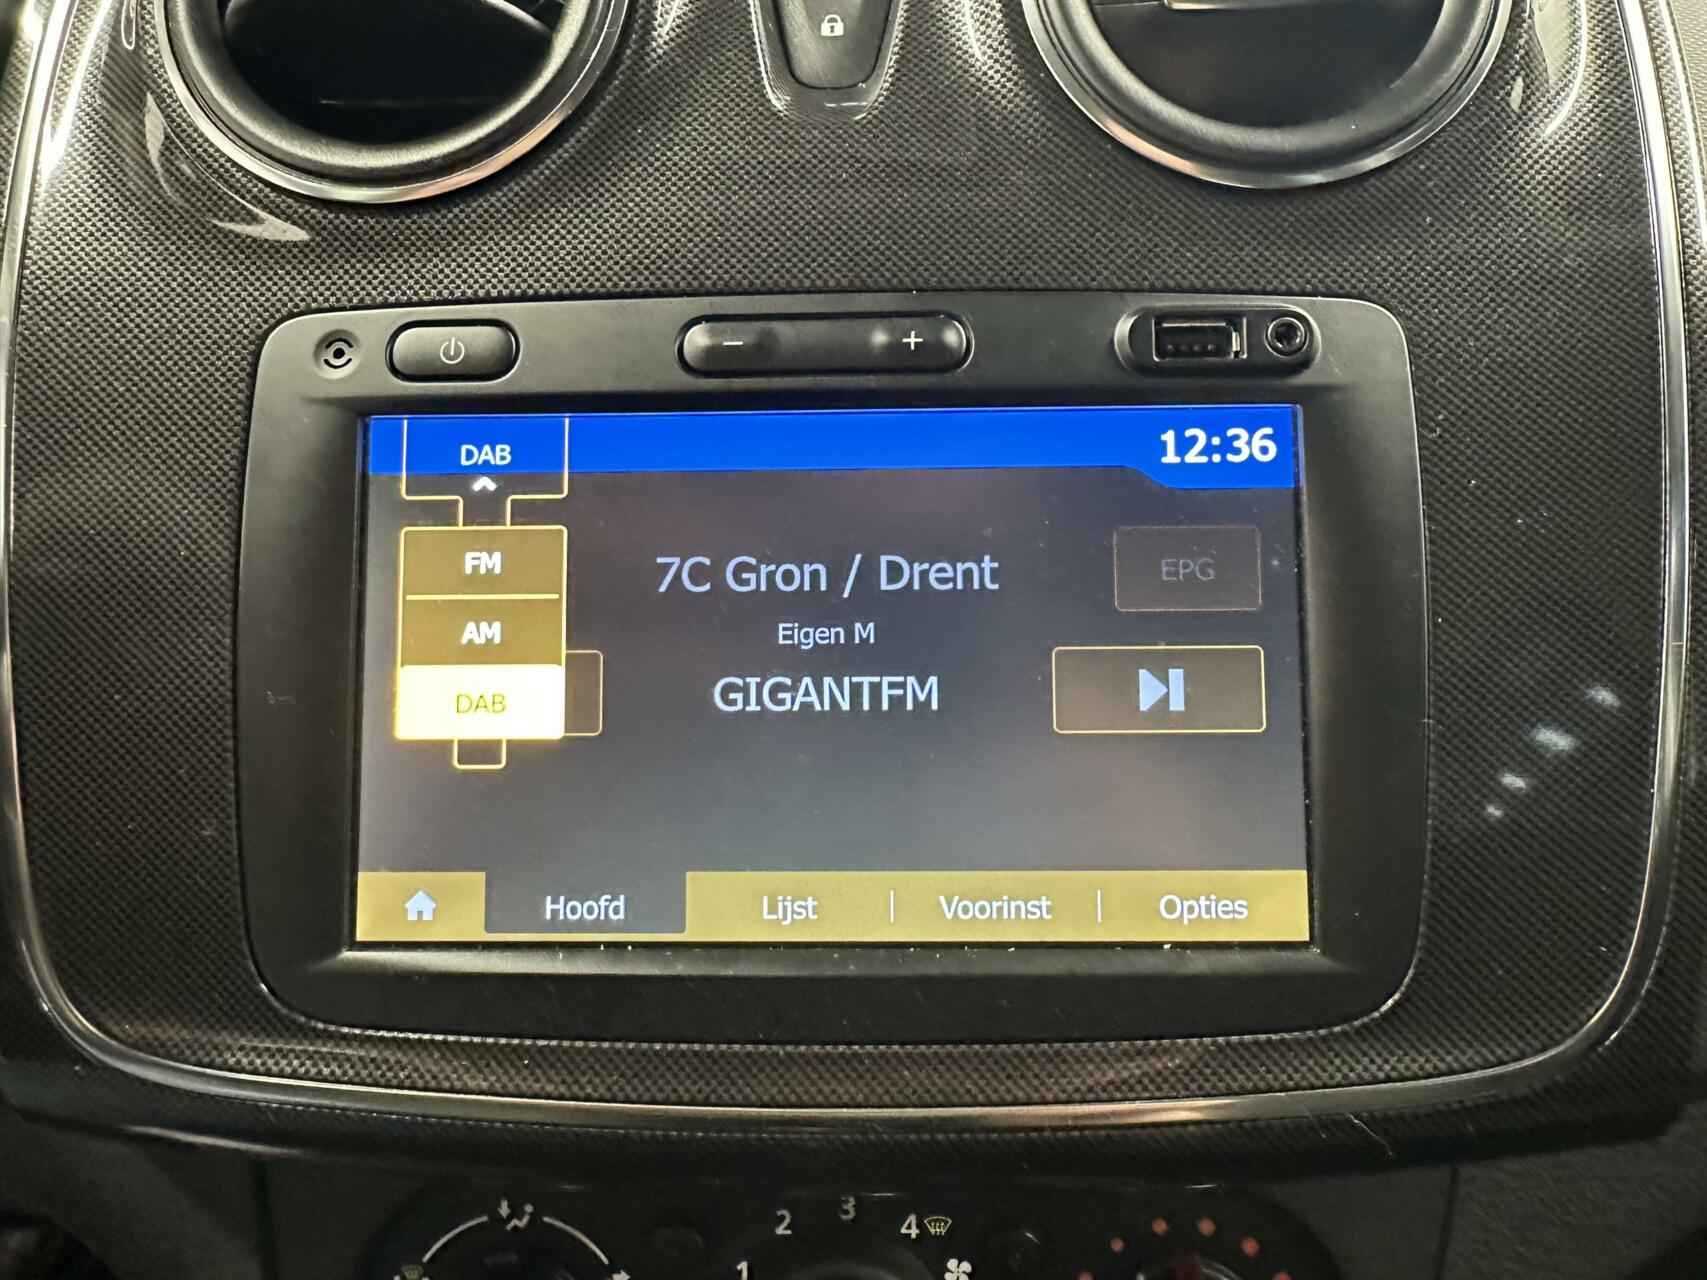 DAB
12:36
FM
AM
DAB
7C Gron / Drent
Eigen M
GIGANTFM
EPG
Hoofd
Lijst
Voorinst
Opties
1
2
3
4